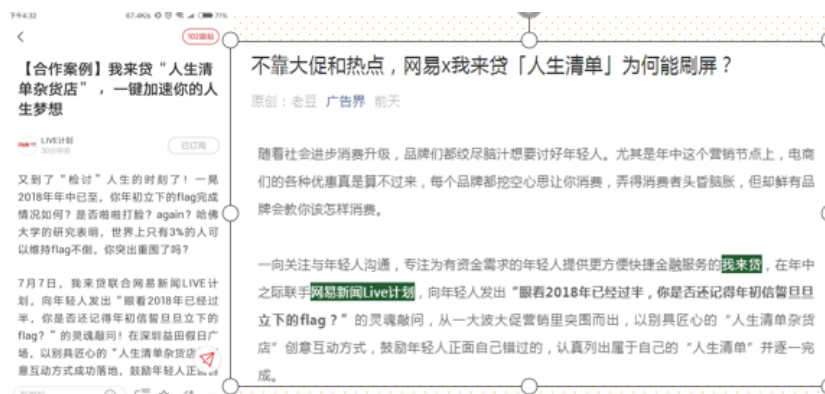 下午4:32
67.4K/s
71%
102跟贴
【合作案例】我来贷“人生清
单杂货店”，一键加速你的人
生梦想
LIVE计划
30分钟前
已订阅
又到了“检讨”人生的时刻了！一晃
2018年年中已至，你年初立下的flag完成
情况如何？是否啪啪打脸？again？哈佛
大学的研究表明，世界上只有3%的人可
以维持flag不倒，你突出重围了吗？
7月7日，我来贷联合网易新闻LIVE计
划，向年轻人发出“眼看2018年已经过
半，你是否还记得年初信誓旦旦立下的
flag？”的灵魂敲问！在深圳益田假日广
场，以别具匠心的“人生清单杂货店
意互动方式成功落地，鼓励年轻人正
不靠大促和热点，网易x我来贷「人生清单」为何能刷屏？
原创：老豆 广告界 前天
随着社会进步消费升级，品牌们都绞尽脑汁想要讨好年轻人。尤其是年中这个营销节点上，电商
们的各种优惠真是算不过来，每个品牌都挖空心思让你消费，弄得消费者头昏脑胀，但却鲜有品
牌会教你该怎样消费。
一向关注与年轻人沟通，专注为有资金需求的年轻人提供更方便快捷金融服务的我来贷，在年中
之际联手网易新闻Live计划，向年轻人发出“眼看2018年已经过半，你是否还记得年初信誓旦旦
立下的flag？”的灵魂敲问，从一大波大促营销里突围而出，以别具匠心的“人生清单杂货
店”创意互动方式，鼓励年轻人正面自己错过的，认真列出属于自己的“人生清单”并逐一完
成。